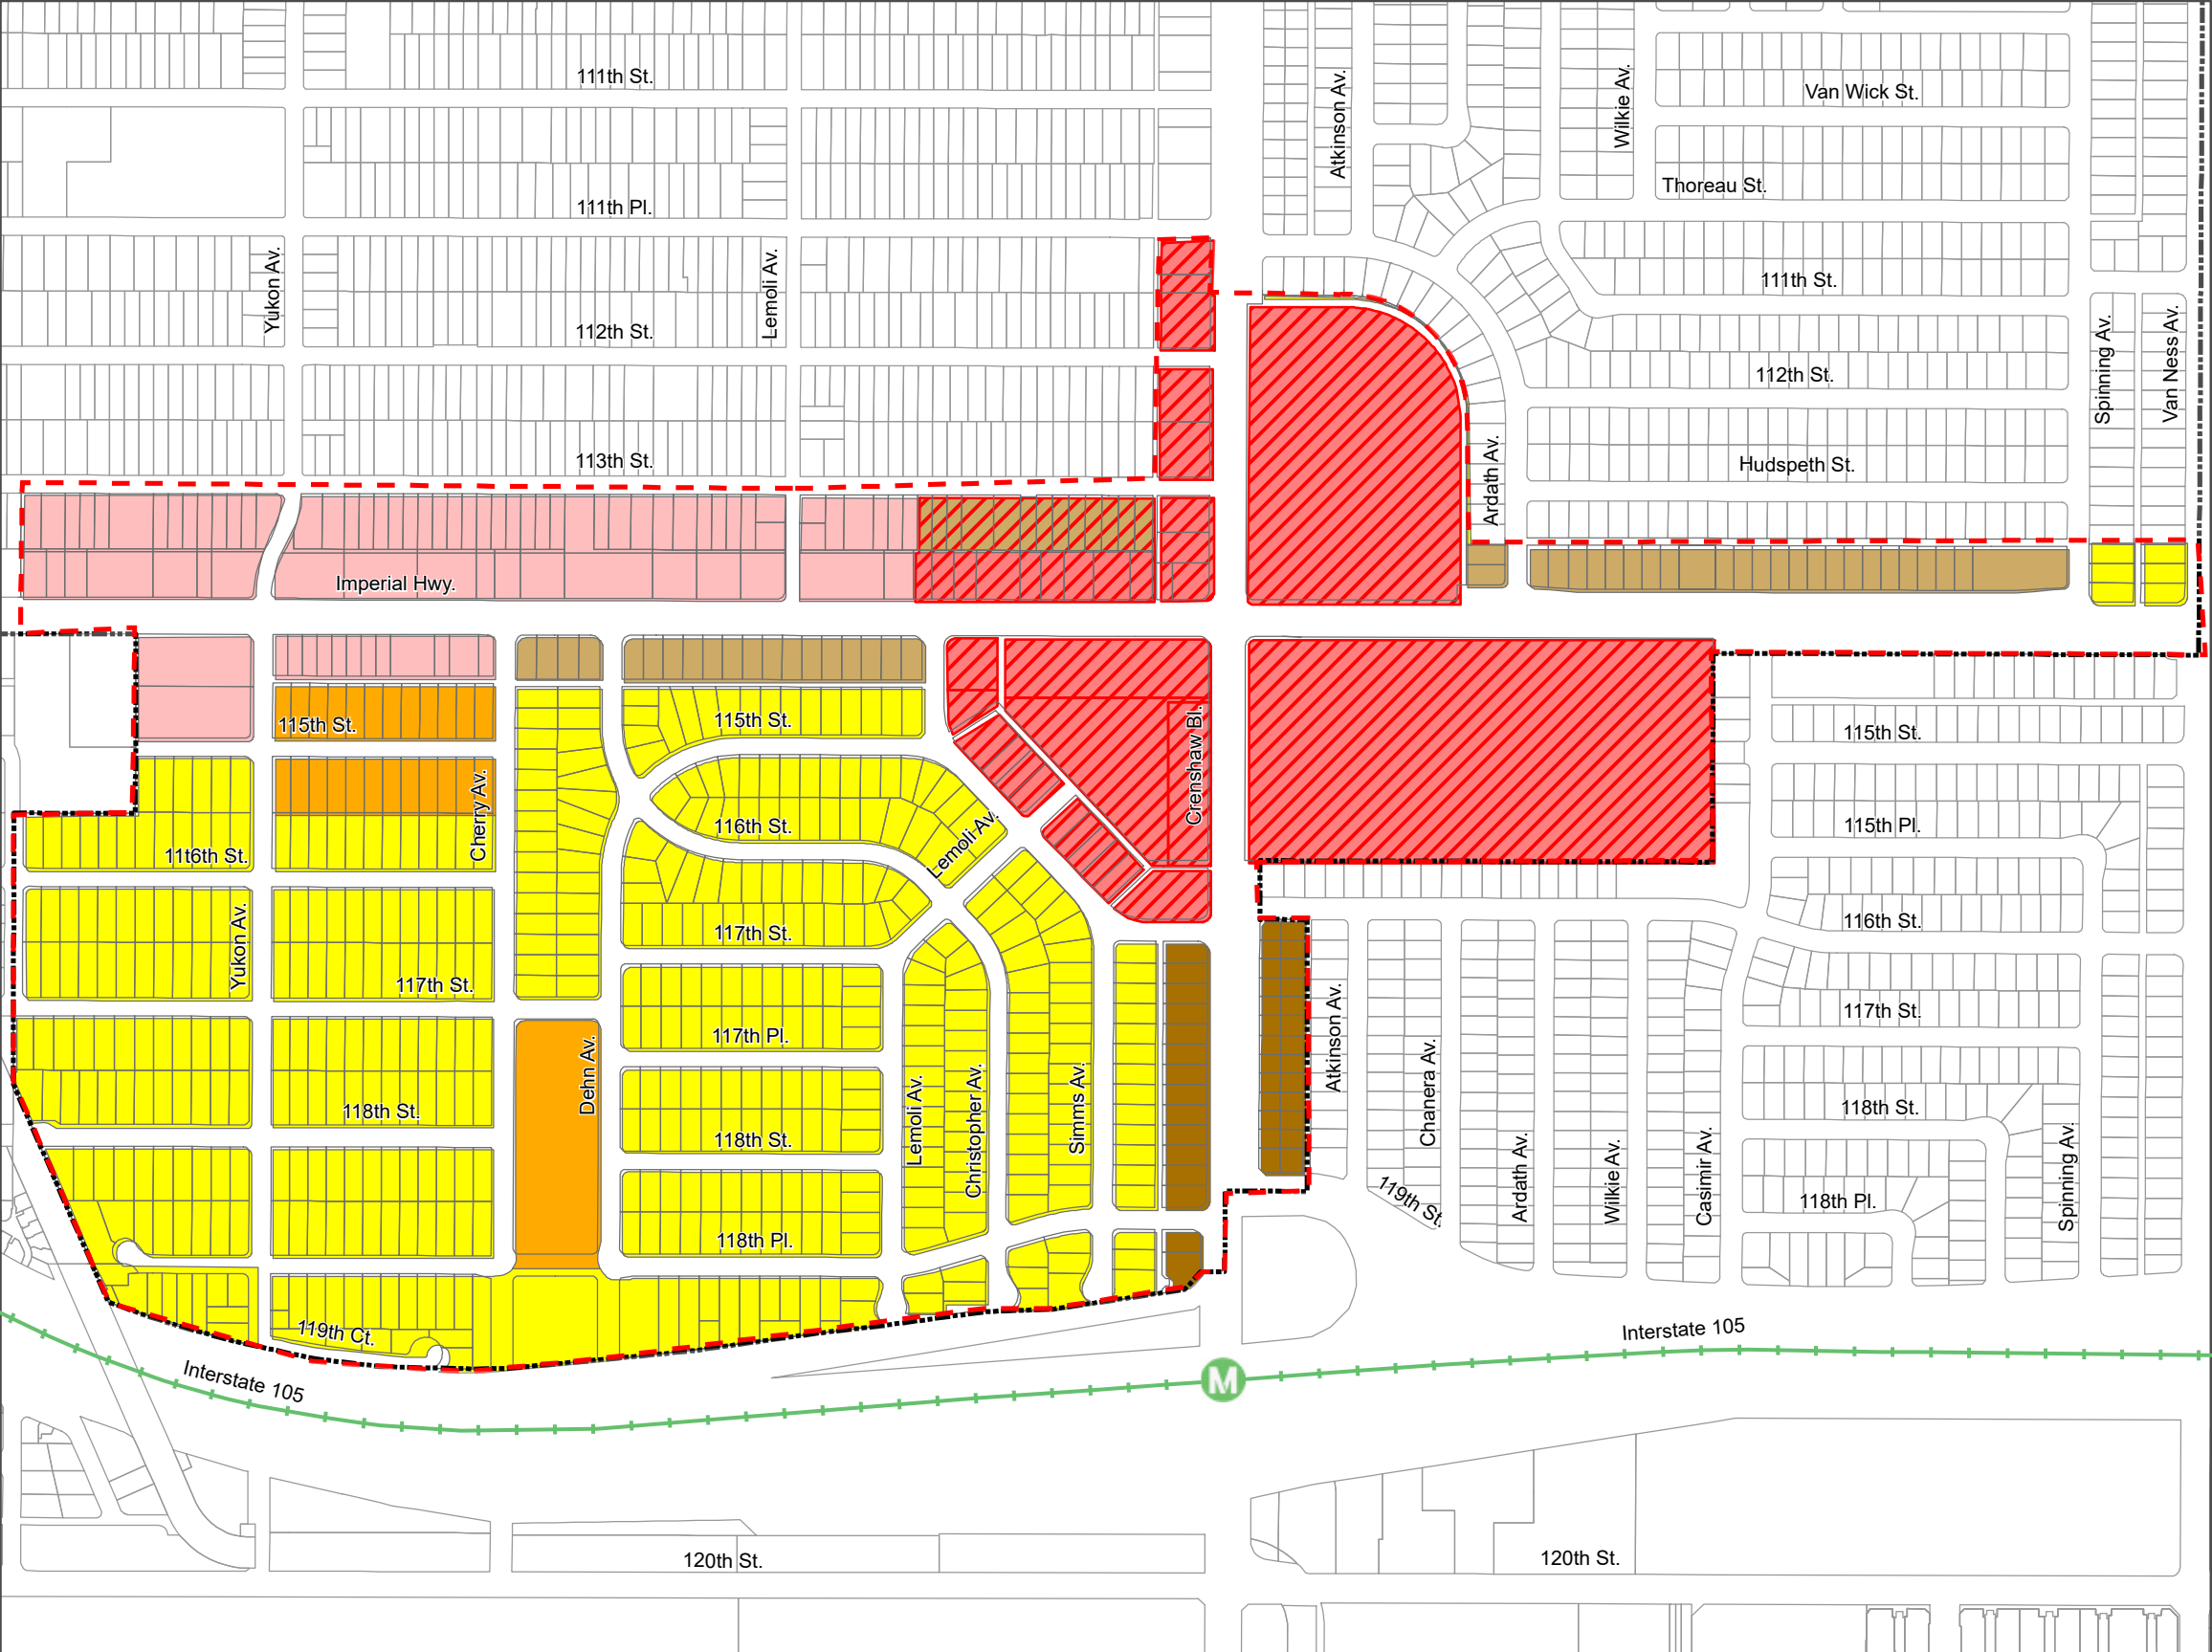 111th St.
Atkinson Av.
Wilkie Av.
Van Wick St.
Thoreau St.
111th Pl.
Yukon Av.
Lemoli Av.
111th St.
112th St.
Spinning Av.
Van Ness Av.
112th St.
113th St.
Ardath Av.
Hudspeth St.
Imperial Hwy.
115th St.
115th St.
Crenshaw Bl.
115th St.
Cherry Av.
116th St.
Lemoli Av.
115th Pl.
11t6th St.
Yukon Av.
117th St.
116th St.
117th St.
117th Pl.
Dehn Av.
Atkinson Av.
Chanera Av.
117th St.
118th St.
118th St.
Lemoli Av.
Christopher Av.
Simms Av.
118th St.
Ardath Av.
Wilkie Av.
Casimir Av.
Spinning Av.
119th St.
118th Pl.
118th Pl.
119th Ct.
Interstate 105
Interstate 105
M
120th St.
120th St.